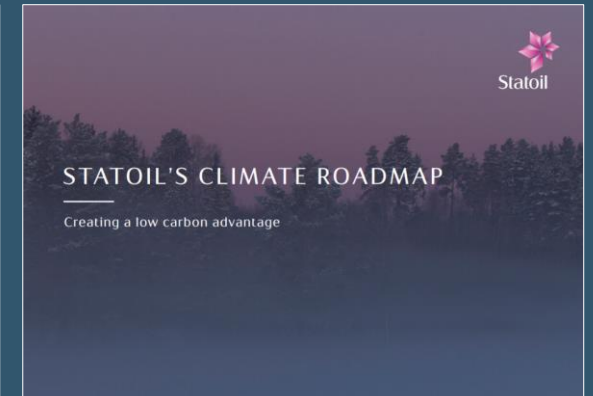 Statoil
STATOIL'S CLIMATE ROADMAP
Creating a low carbon advantage